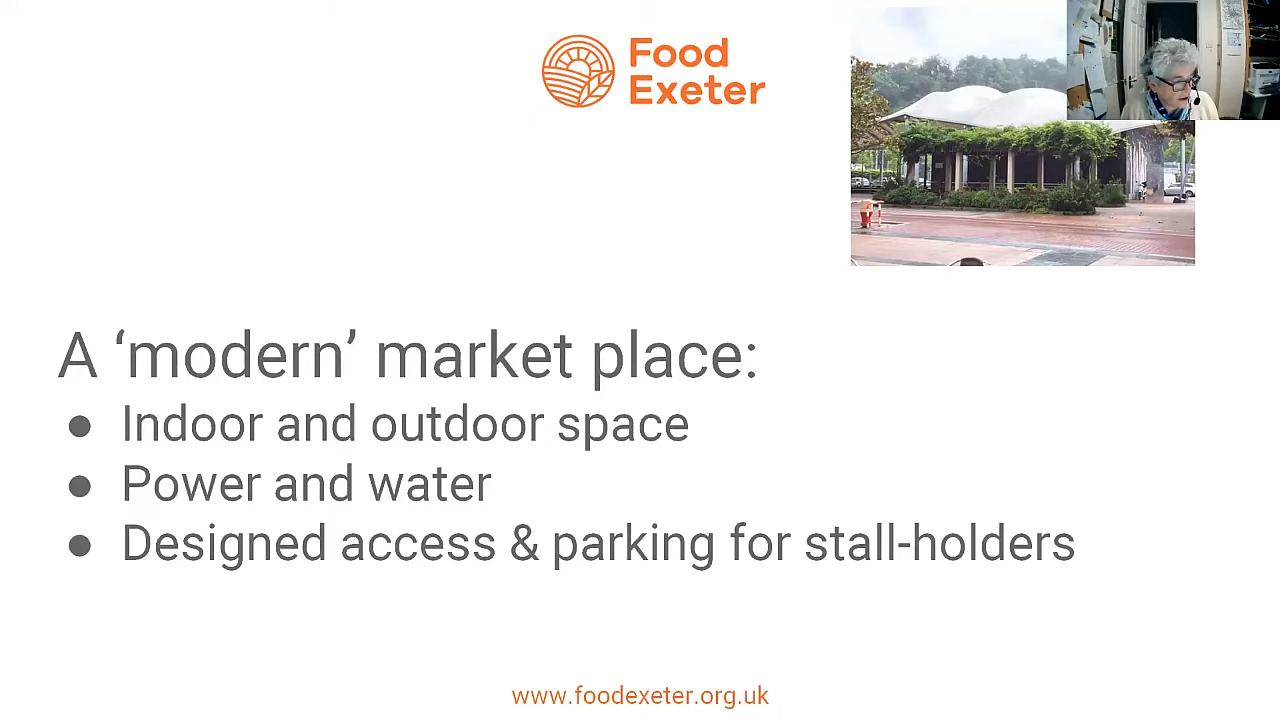 Food
Exeter
A ‘modern’ market place:
● Indoor and outdoor space
● Power and water
● Designed access & parking for stall-holders
www.foodexeter.org.uk